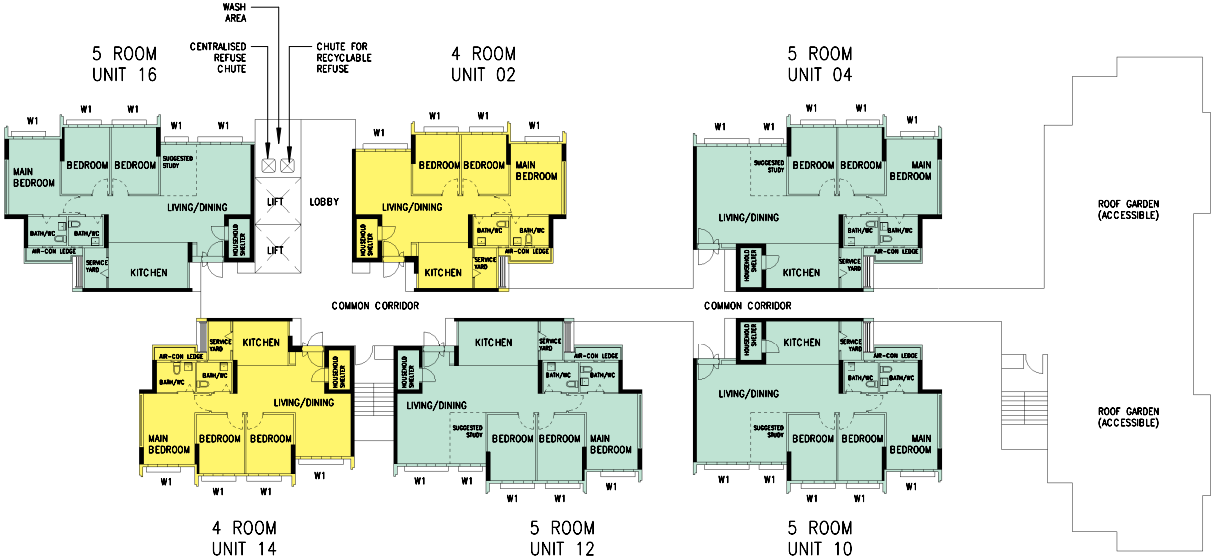 WASH
AREA
CENTRALISED
REFUSE
CHUTE
CHUTE FOR
RECYCLABLE
REFUSE
5 ROOM
UNIT 16
4 ROOM
UNIT 02
5 ROOM
UNIT 04
W1
W1
W1
W1
W1
MAIN
BEDROOM
BEDROOM
BEDROOM
SUGGESTED
STUDY
LIVING/DINING
BATH/WC
BATH/WC
AIR-CON LEDGE
SERVICE
YARD
KITCHEN
HOUSEHOLD
SHELTER
LIFT
LIFT
LOBBY
W1
W1
W1
W1
BEDROOM
BEDROOM
MAIN
BEDROOM
LIVING/DINING
BATH/WC
BATH/WC
AIR-CON LEDGE
HOUSEHOLD
SHELTER
KITCHEN
SERVICE
YARD
W1
W1
W1
W1
W1
SUGGESTED
STUDY
BEDROOM
BEDROOM
MAIN
BEDROOM
LIVING/DINING
BATH/WC
BATH/WC
AIR-CON LEDGE
HOUSEHOLD
SHELTER
KITCHEN
SERVICE
YARD
ROOF GARDEN
(ACCESSIBLE)
COMMON CORRIDOR
COMMON CORRIDOR
AIR-CON LEDGE
SERVICE
YARD
KITCHEN
HOUSEHOLD
SHELTER
BATH/WC
BATH/WC
LIVING/DINING
MAIN
BEDROOM
BEDROOM
BEDROOM
W1
W1
W1
W1
HOUSEHOLD
SHELTER
KITCHEN
SERVICE
YARD
AIR-CON LEDGE
BATH/WC
BATH/WC
LIVING/DINING
SUGGESTED
STUDY
BEDROOM
BEDROOM
MAIN
BEDROOM
W1
W1
W1
W1
W1
HOUSEHOLD
SHELTER
KITCHEN
SERVICE
YARD
AIR-CON LEDGE
BATH/WC
BATH/WC
LIVING/DINING
SUGGESTED
STUDY
BEDROOM
BEDROOM
MAIN
BEDROOM
W1
W1
W1
W1
W1
ROOF GARDEN
(ACCESSIBLE)
4 ROOM
UNIT 14
5 ROOM
UNIT 12
5 ROOM
UNIT 10